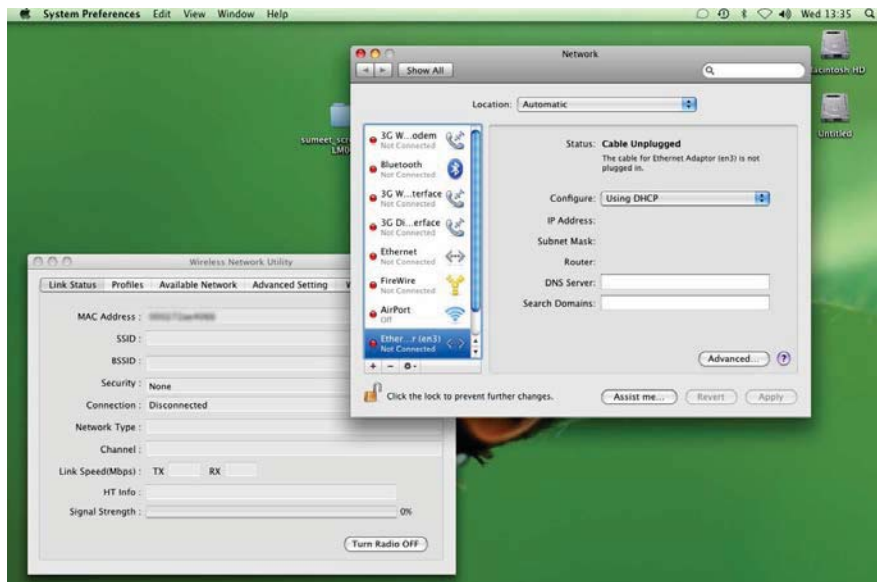 System Preferences Edit View Window Help
Wed 13:35
Network
Show All
Macintosh HD
Untitled
Location: Automatic
3G W...odem
Not Connected
Bluetooth
Not Connected
3G W...terface
Not Connected
3G Di...erface
Not Connected
Ethernet
Not Connected
FireWire
Not Connected
AirPort
Off
Ether...r (en3)
Not Connected
Status: Cable Unplugged
The cable for Ethernet Adaptor (en3) is not
plugged in.
Configure: Using DHCP
IP Address:
Subnet Mask:
Router:
DNS Server:
Search Domains:
Advanced... ?
Click the lock to prevent further changes.
Assist me... Revert Apply
Wireless Network Utility
Link Status Profiles Available Network Advanced Setting W
MAC Address :
SSID :
BSSID :
Security : None
Connection : Disconnected
Network Type :
Channel :
Link Speed(Mbps) : TX RX
HT Info :
Signal Strength : 0%
Turn Radio OFF